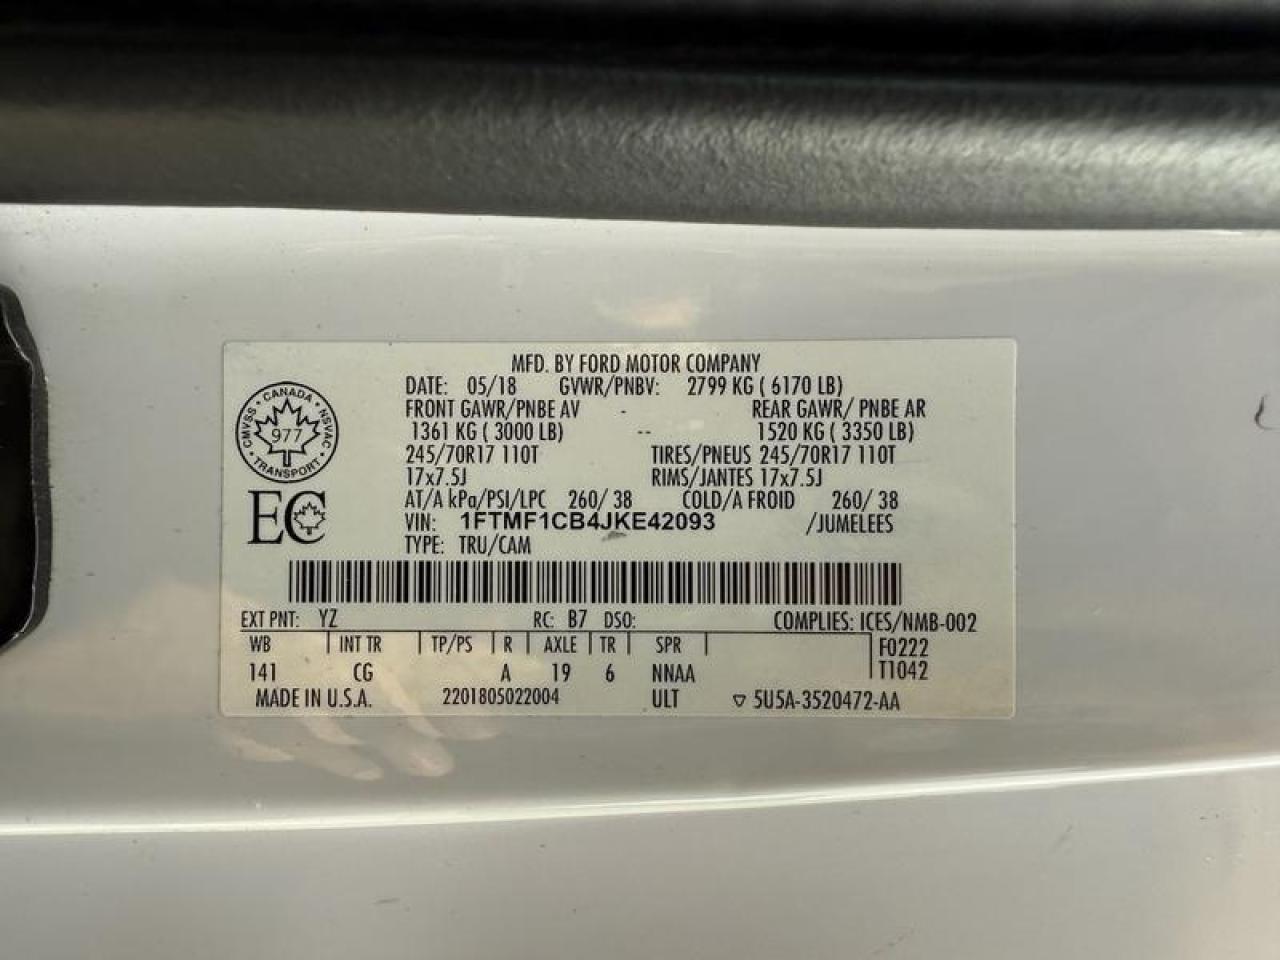 MFD. BY FORD MOTOR COMPANY
DATE: 05/18 GVWR/PNBV: 2799 KG ( 6170 LB)
FRONT GAWR/PNBE AV - REAR GAWR/ PNBE AR
1361 KG ( 3000 LB) -- 1520 KG ( 3350 LB)
245/70R17 110T TIRES/PNEUS 245/70R17 110T
17x7.5J RIMS/JANTES 17x7.5J
AT/A kPa/PSI/LPC 260/ 38 COLD/A FROID 260/ 38
VIN: 1FTMF1CB4JKE42093 /JUMELEES
TYPE: TRU/CAM
CMVSS • CANADA • NSVAC • TRANSPORT •
977
EC
EXT PNT: YZ RC: B7 DSO: COMPLIES: ICES/NMB-002
WB INT TR TP/PS R AXLE TR SPR F0222
141 CG A 19 6 NNAA T1042
MADE IN U.S.A. 2201805022004 ULT ▽ 5U5A-3520472-AA